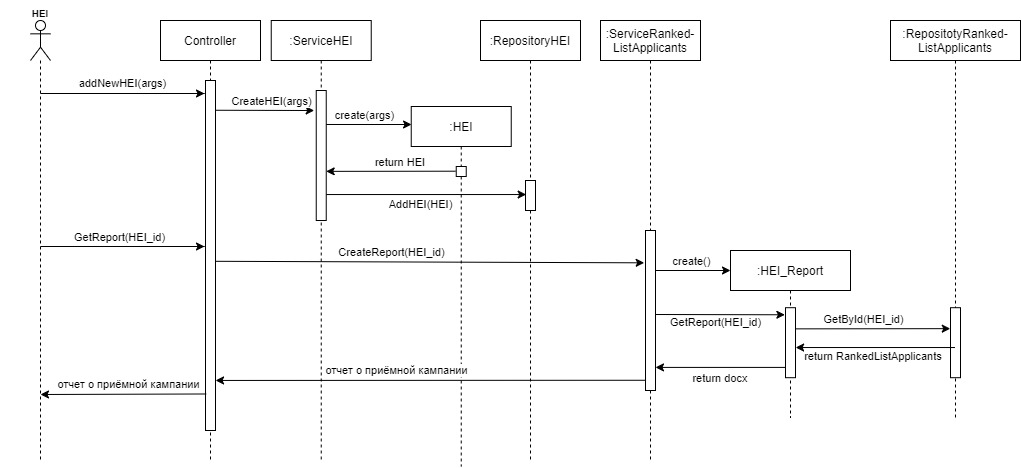 HEI
Controller
:ServiceHEI
:RepositoryHEI
:ServiceRanked-
ListApplicants
:RepositotyRanked-
ListApplicants
addNewHEI(args)
CreateHEI(args)
create(args)
:HEI
return HEI
AddHEI(HEI)
GetReport(HEI_id)
CreateReport(HEI_id)
create()
:HEI_Report
GetReport(HEI_id)
GetById(HEI_id)
return RankedListApplicants
return docx
отчет о приёмной кампании
отчет о приёмной кампании